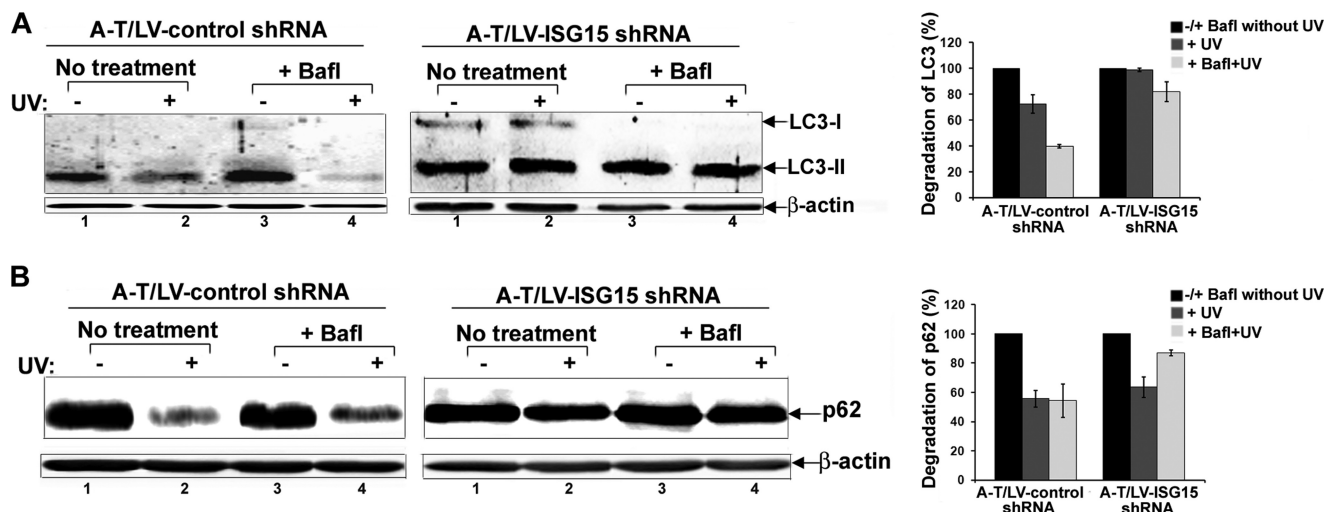 A
A-T/LV-control shRNA
A-T/LV-ISG15 shRNA
No treatment + BafI
No treatment + BafI
UV: - + - +
- + - +
LC3-I
LC3-II
β-actin
1 2 3 4
1 2 3 4
Degradation of LC3 (%)
120
100
80
60
40
20
0
-/+ BafI without UV
+ UV
+ BafI+UV
A-T/LV-control shRNA
A-T/LV-ISG15 shRNA
B
A-T/LV-control shRNA
A-T/LV-ISG15 shRNA
No treatment + BafI
No treatment + BafI
UV: - + - +
- + - +
p62
β-actin
1 2 3 4
1 2 3 4
Degradation of p62 (%)
120
100
80
60
40
20
0
-/+ BafI without UV
+ UV
+ BafI+UV
A-T/LV-control shRNA
A-T/LV-ISG15 shRNA